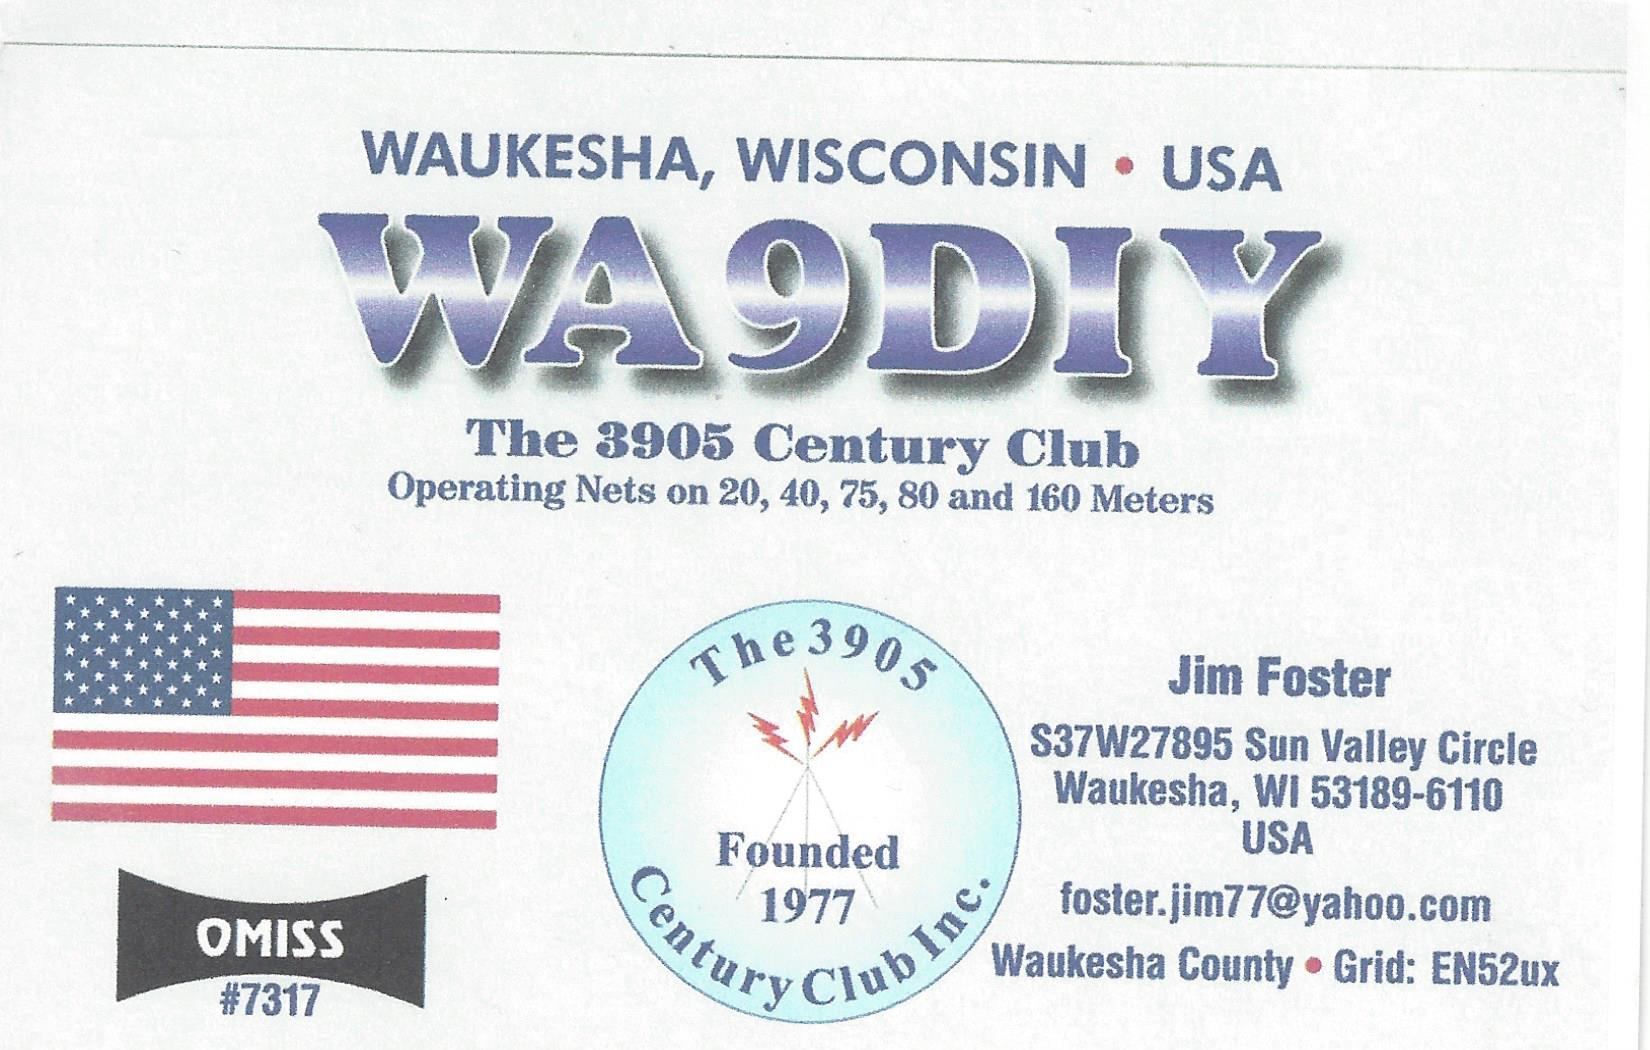 WAUKESHA, WISCONSIN • USA
WA9DIY
The 3905 Century Club
Operating Nets on 20, 40, 75, 80 and 160 Meters
The 3905
Founded
1977
Century Club Inc.
OMISS
#7317
Jim Foster
S37W27895 Sun Valley Circle
Waukesha, WI 53189-6110
USA
foster.jim77@yahoo.com
Waukesha County • Grid: EN52ux